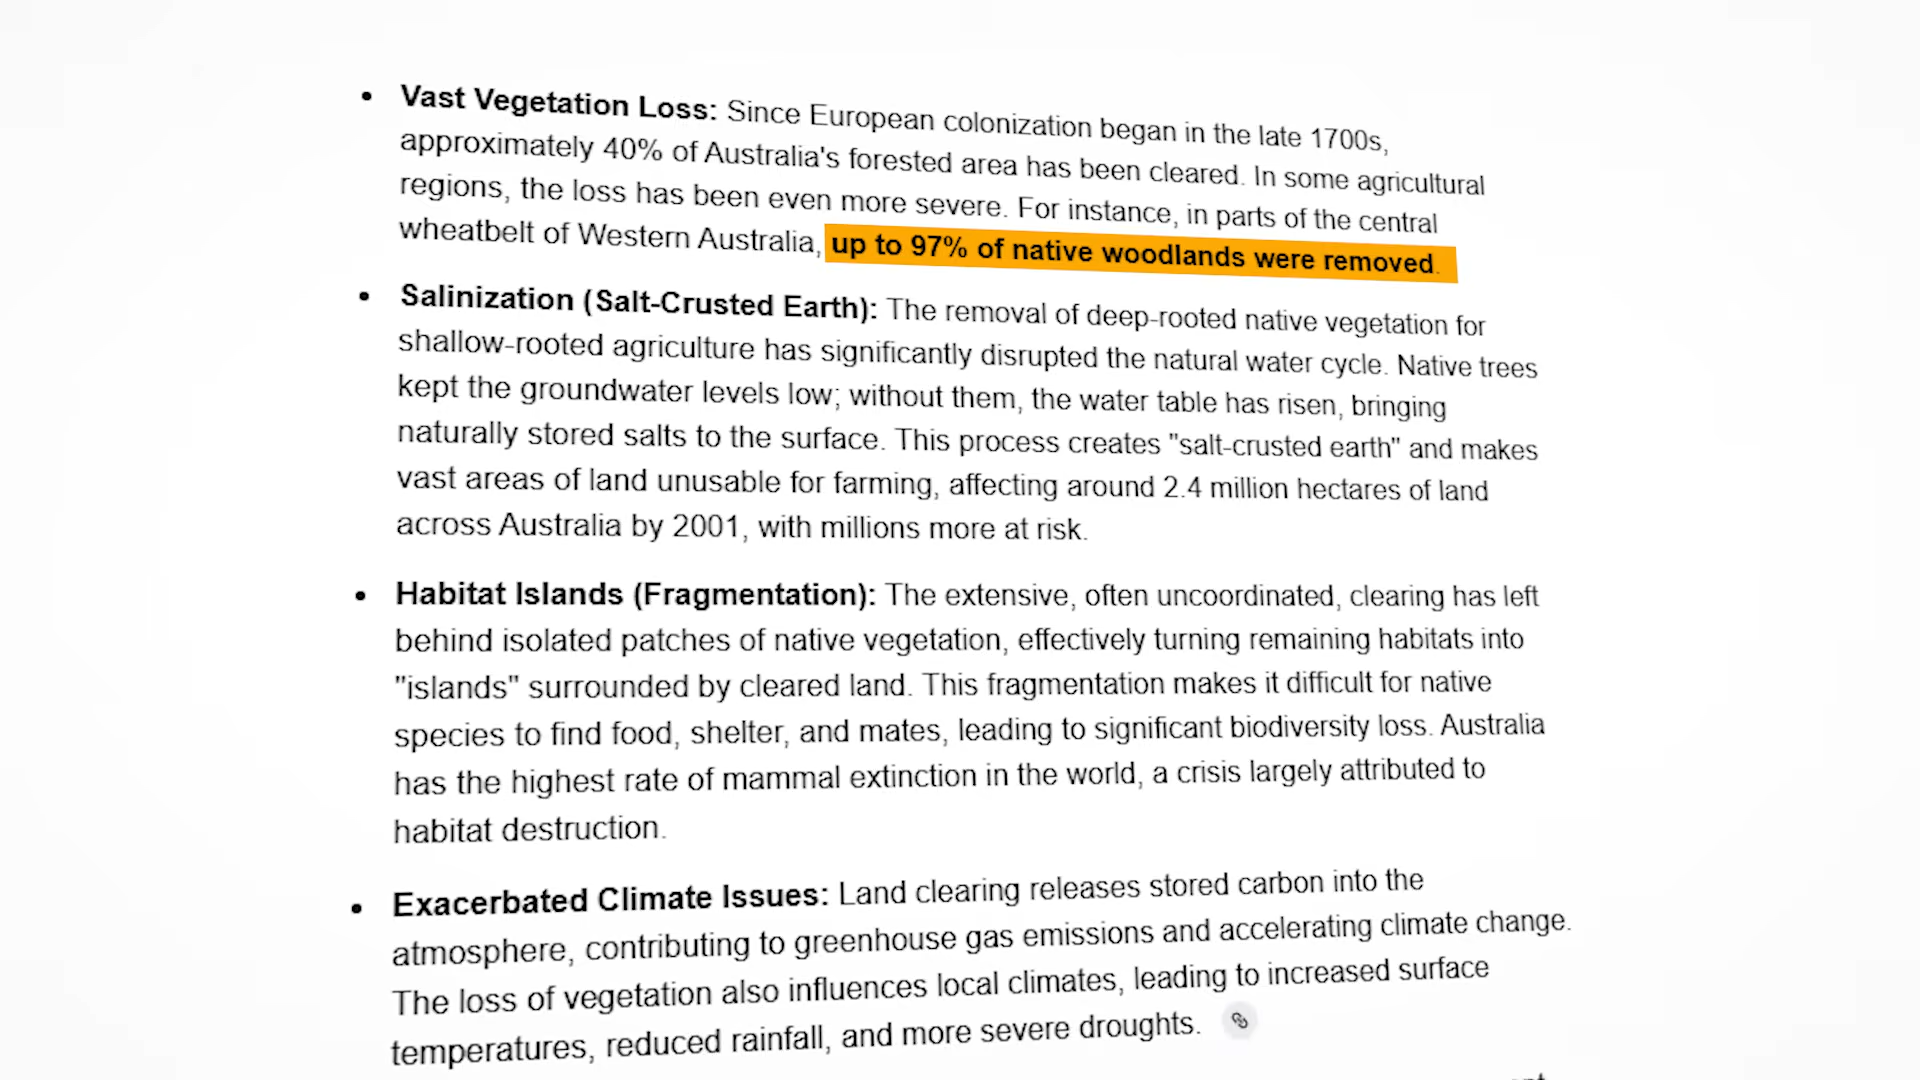 • Vast Vegetation Loss: Since European colonization began in the late 1700s,
approximately 40% of Australia's forested area has been cleared. In some agricultural
regions, the loss has been even more severe. For instance, in parts of the central
wheatbelt of Western Australia, up to 97% of native woodlands were removed.
• Salinization (Salt-Crusted Earth): The removal of deep-rooted native vegetation for
shallow-rooted agriculture has significantly disrupted the natural water cycle. Native trees
kept the groundwater levels low; without them, the water table has risen, bringing
naturally stored salts to the surface. This process creates "salt-crusted earth" and makes
vast areas of land unusable for farming, affecting around 2.4 million hectares of land
across Australia by 2001, with millions more at risk.
• Habitat Islands (Fragmentation): The extensive, often uncoordinated, clearing has left
behind isolated patches of native vegetation, effectively turning remaining habitats into
"islands" surrounded by cleared land. This fragmentation makes it difficult for native
species to find food, shelter, and mates, leading to significant biodiversity loss. Australia
has the highest rate of mammal extinction in the world, a crisis largely attributed to
habitat destruction.
• Exacerbated Climate Issues: Land clearing releases stored carbon into the
atmosphere, contributing to greenhouse gas emissions and accelerating climate change.
The loss of vegetation also influences local climates, leading to increased surface
temperatures, reduced rainfall, and more severe droughts.